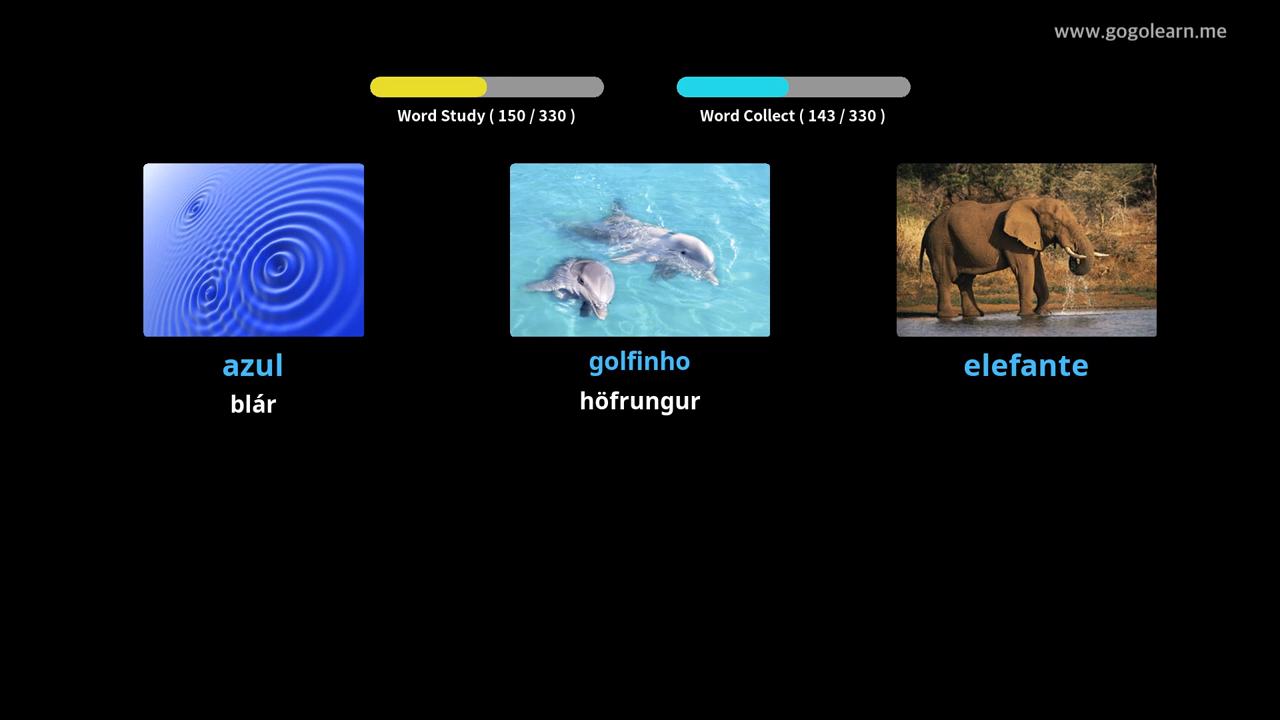 www.gogolearn.me
Word Study ( 150 / 330 )
Word Collect ( 143 / 330 )
azul
blár
golfinho
höfrungur
elefante